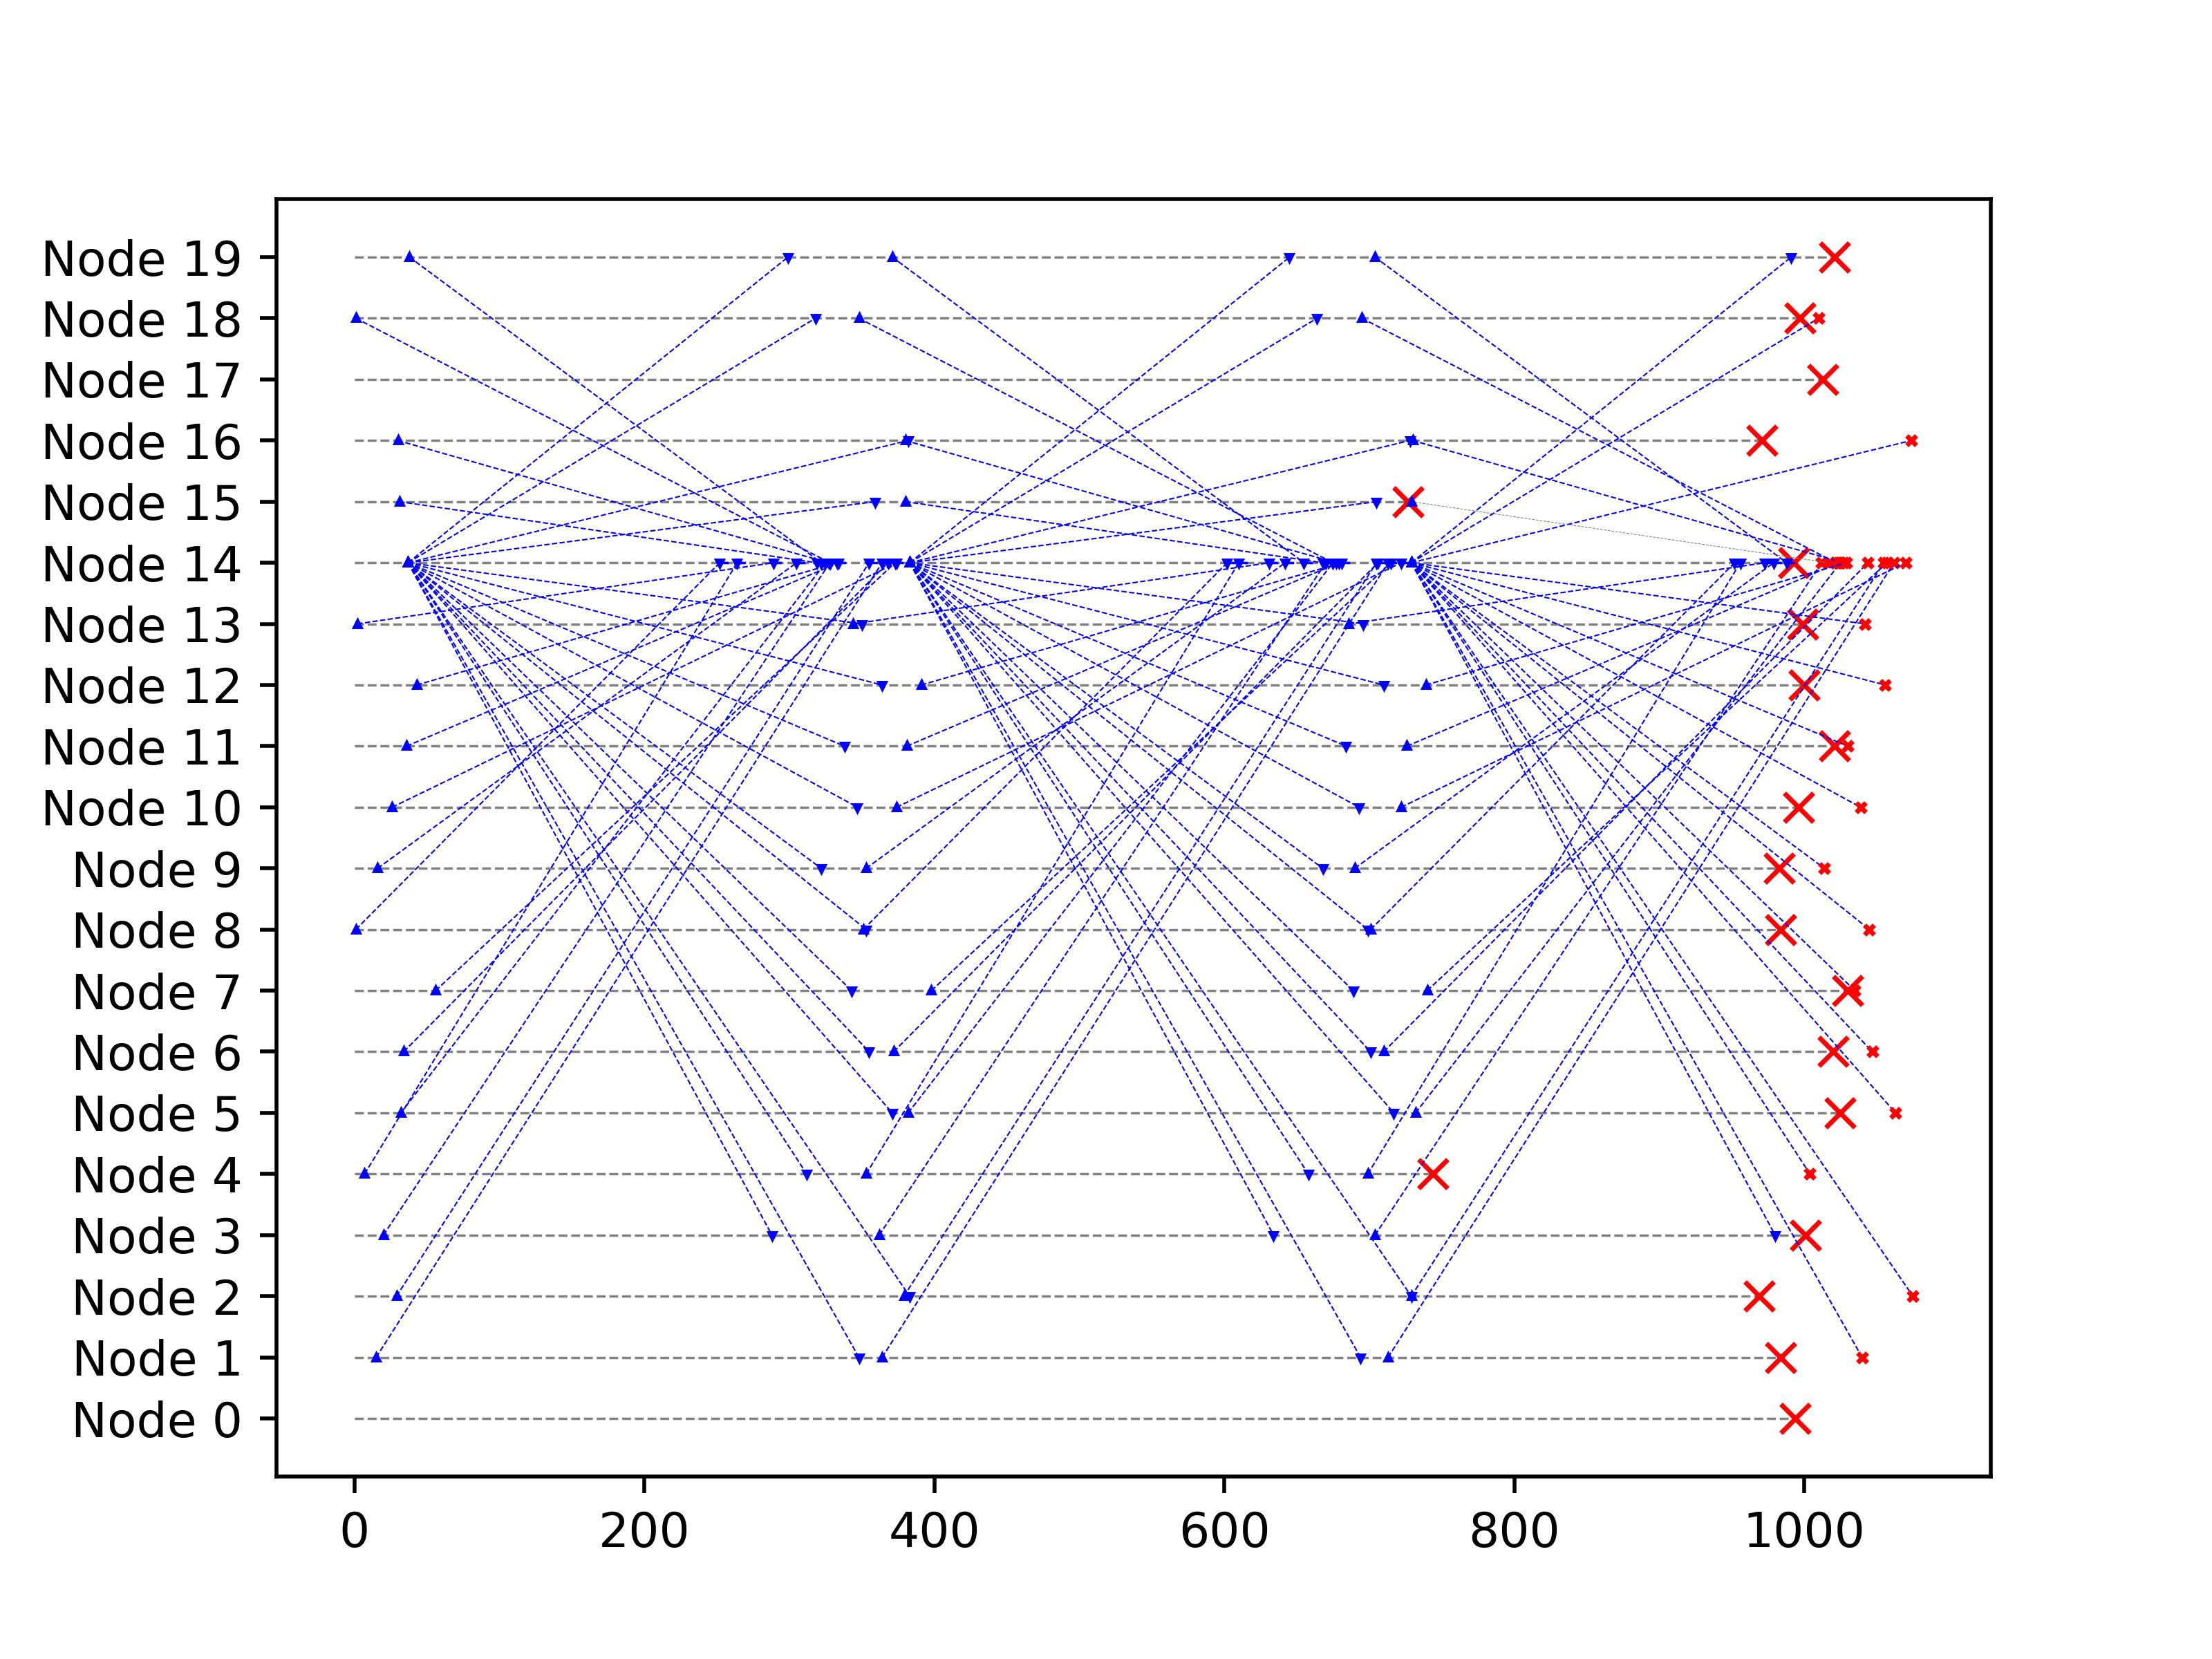 Node 19
Node 18
Node 17
Node 16
Node 15
Node 14
Node 13
Node 12
Node 11
Node 10
Node 9
Node 8
Node 7
Node 6
Node 5
Node 4
Node 3
Node 2
Node 1
Node 0
0 200 400 600 800 1000